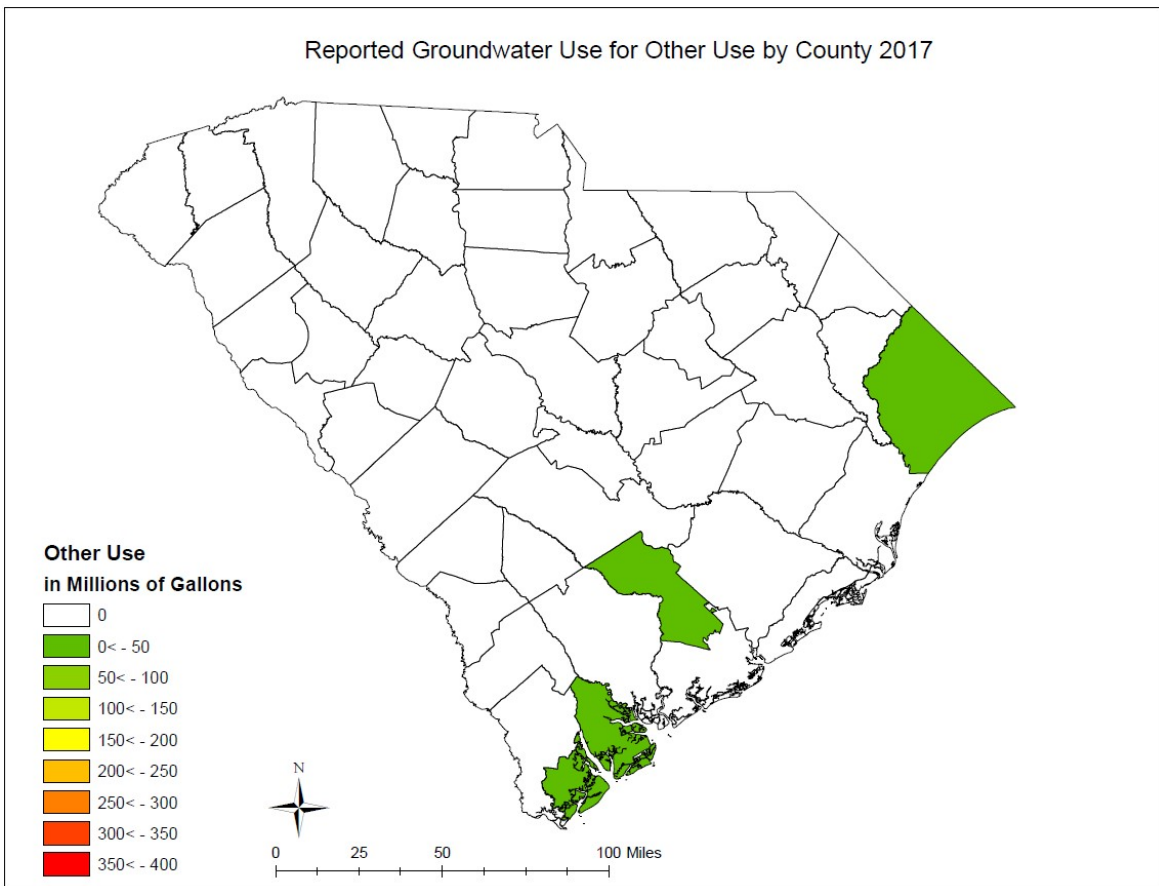 Reported Groundwater Use for Other Use by County 2017
Other Use
in Millions of Gallons
0
0< - 50
50< - 100
100< - 150
150< - 200
200< - 250
250< - 300
300< - 350
350< - 400
N
0 25 50 100 Miles